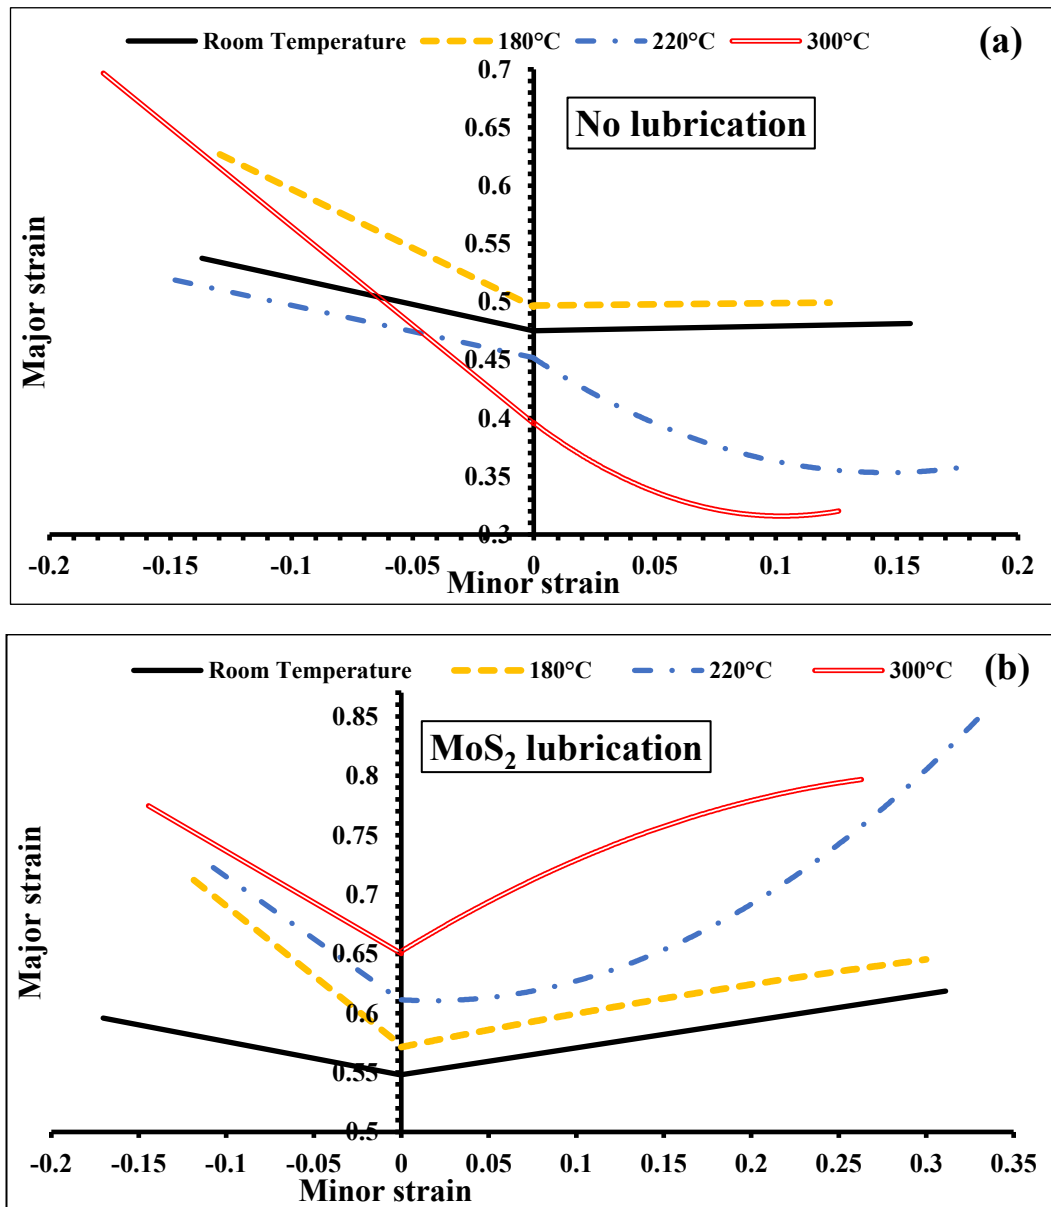 Room Temperature 180°C 220°C 300°C (a)
No lubrication
0.7
0.65
0.6
0.55
0.5
0.45
0.4
0.35
0.3
Major strain
-0.2 -0.15 -0.1 -0.05 0 0.05 0.1 0.15 0.2
Minor strain
Room Temperature 180°C 220°C 300°C (b)
MoS₂ lubrication
0.85
0.8
0.75
0.7
0.65
0.6
0.55
0.5
Major strain
-0.2 -0.15 -0.1 -0.05 0 0.05 0.1 0.15 0.2 0.25 0.3 0.35
Minor strain